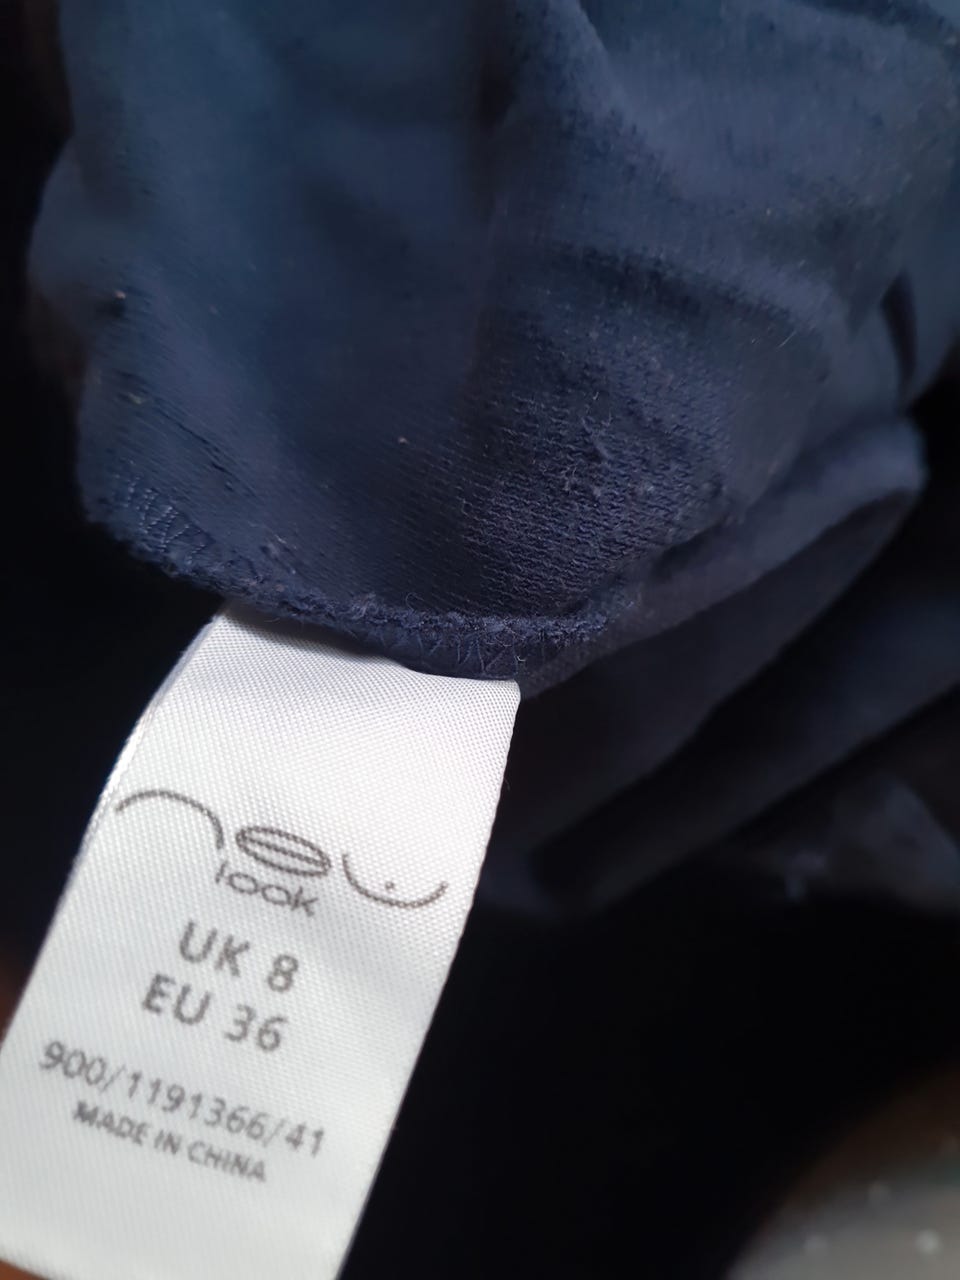 new
look
UK 8
EU 36
900/1191366/41
MADE IN CHINA